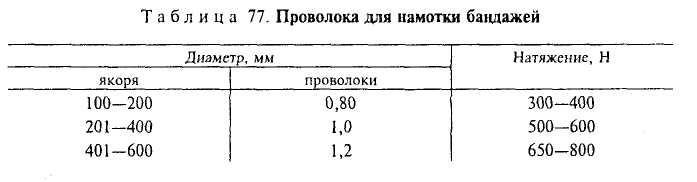 Таблица 77. Проволока для намотки бандажей
Диаметр, мм Натяжение, Н
якоря проволоки
100—200 0,80 300—400
201—400 1,0 500—600
401—600 1,2 650—800